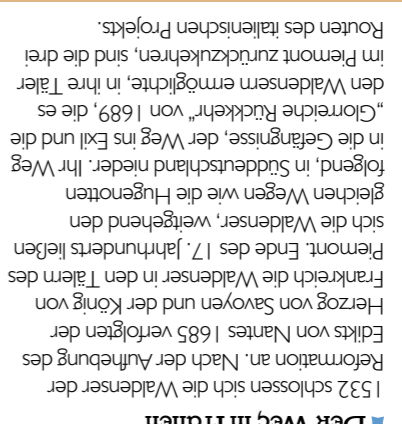 Der Weg in Italien
1532 schlossen sich die Waldenser der
Reformation an. Nach der Aufhebung des
Edikts von Nantes 1685 verfolgten der
Herzog von Savoyen und der König von
Frankreich die Waldenser in den Tälern des
Piemont. Ende des 17. Jahrhunderts ließen
sich die Waldenser, weitgehend den
gleichen Wegen wie die Hugenotten
folgend, in Süddeutschland nieder. Ihr Weg
in die Gefängnisse, der Weg ins Exil und die
“Glorreiche Rückkehr” von 1689, die es
den Waldensern ermöglichte, in ihre Täler
im Piemont zurückzukehren, sind die drei
Routen des italienischen Projekts.